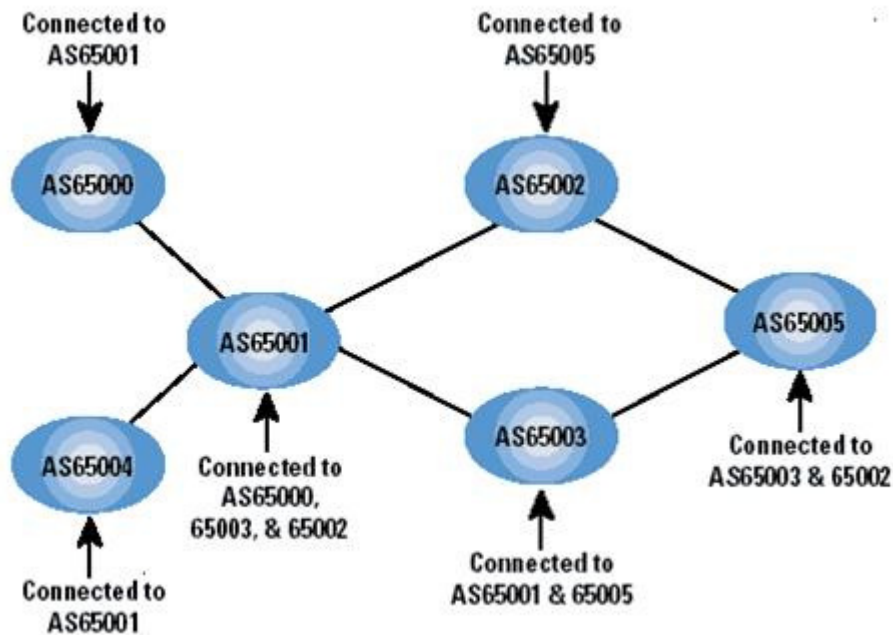 Connected to
AS65001
Connected to
AS65005
AS65000
AS65002
AS65001
AS65005
AS65004
AS65003
Connected to
AS65000,
65003, & 65002
Connected to
AS65003 & 65002
Connected to
AS65001
Connected to
AS65001 & 65005